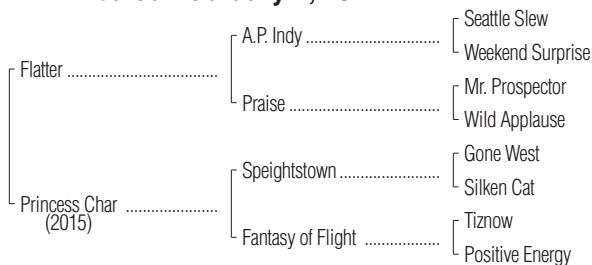 Seattle Slew
A.P. Indy
Weekend Surprise
Flatter
Mr. Prospector
Praise
Wild Applause
Gone West
Speightstown
Silken Cat
Princess Char
(2015)
Tiznow
Fantasy of Flight
Positive Energy